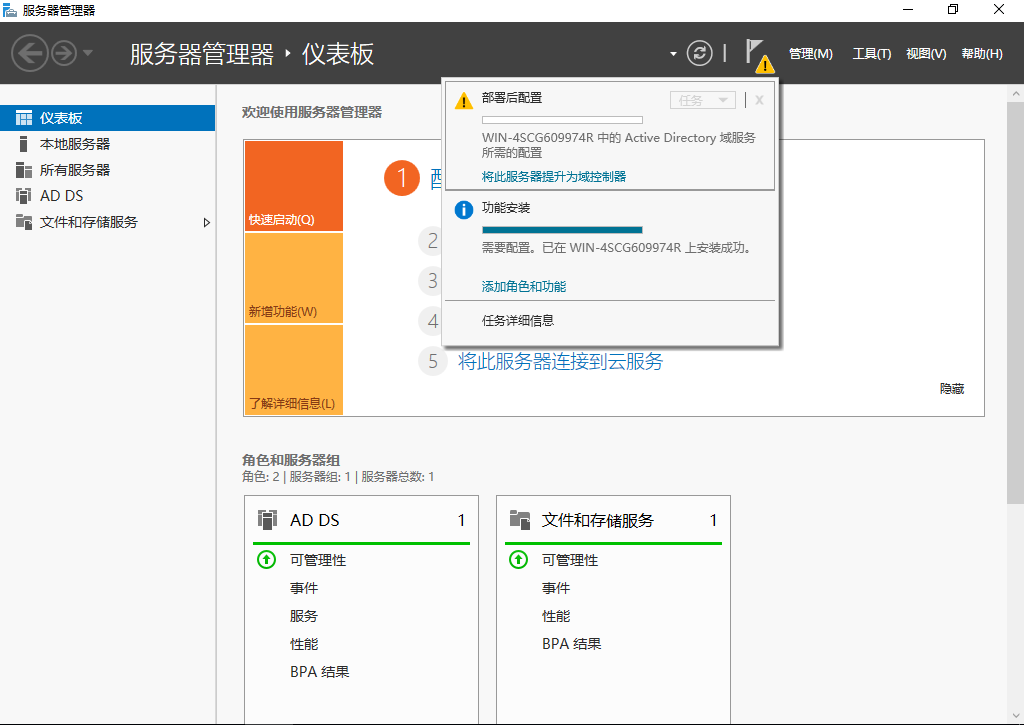 服务器管理器
服务器管理器 · 仪表板
管理(M) 工具(T) 视图(V) 帮助(H)
仪表板
本地服务器
所有服务器
AD DS
文件和存储服务
欢迎使用服务器管理器
快速启动(Q)
新增功能(W)
了解详细信息(L)
1
2
3
4
5 将此服务器连接到云服务
隐藏
部署后配置
任务
X
WIN-4SCG609974R 中的 Active Directory 域服务
所需的配置
将此服务器提升为域控制器
功能安装
需要配置。已在 WIN-4SCG609974R 上安装成功。
添加角色和功能
任务详细信息
角色和服务器组
角色: 2 | 服务器组: 1 | 服务器总数: 1
AD DS 1
可管理性
事件
服务
性能
BPA 结果
文件和存储服务 1
可管理性
事件
性能
BPA 结果